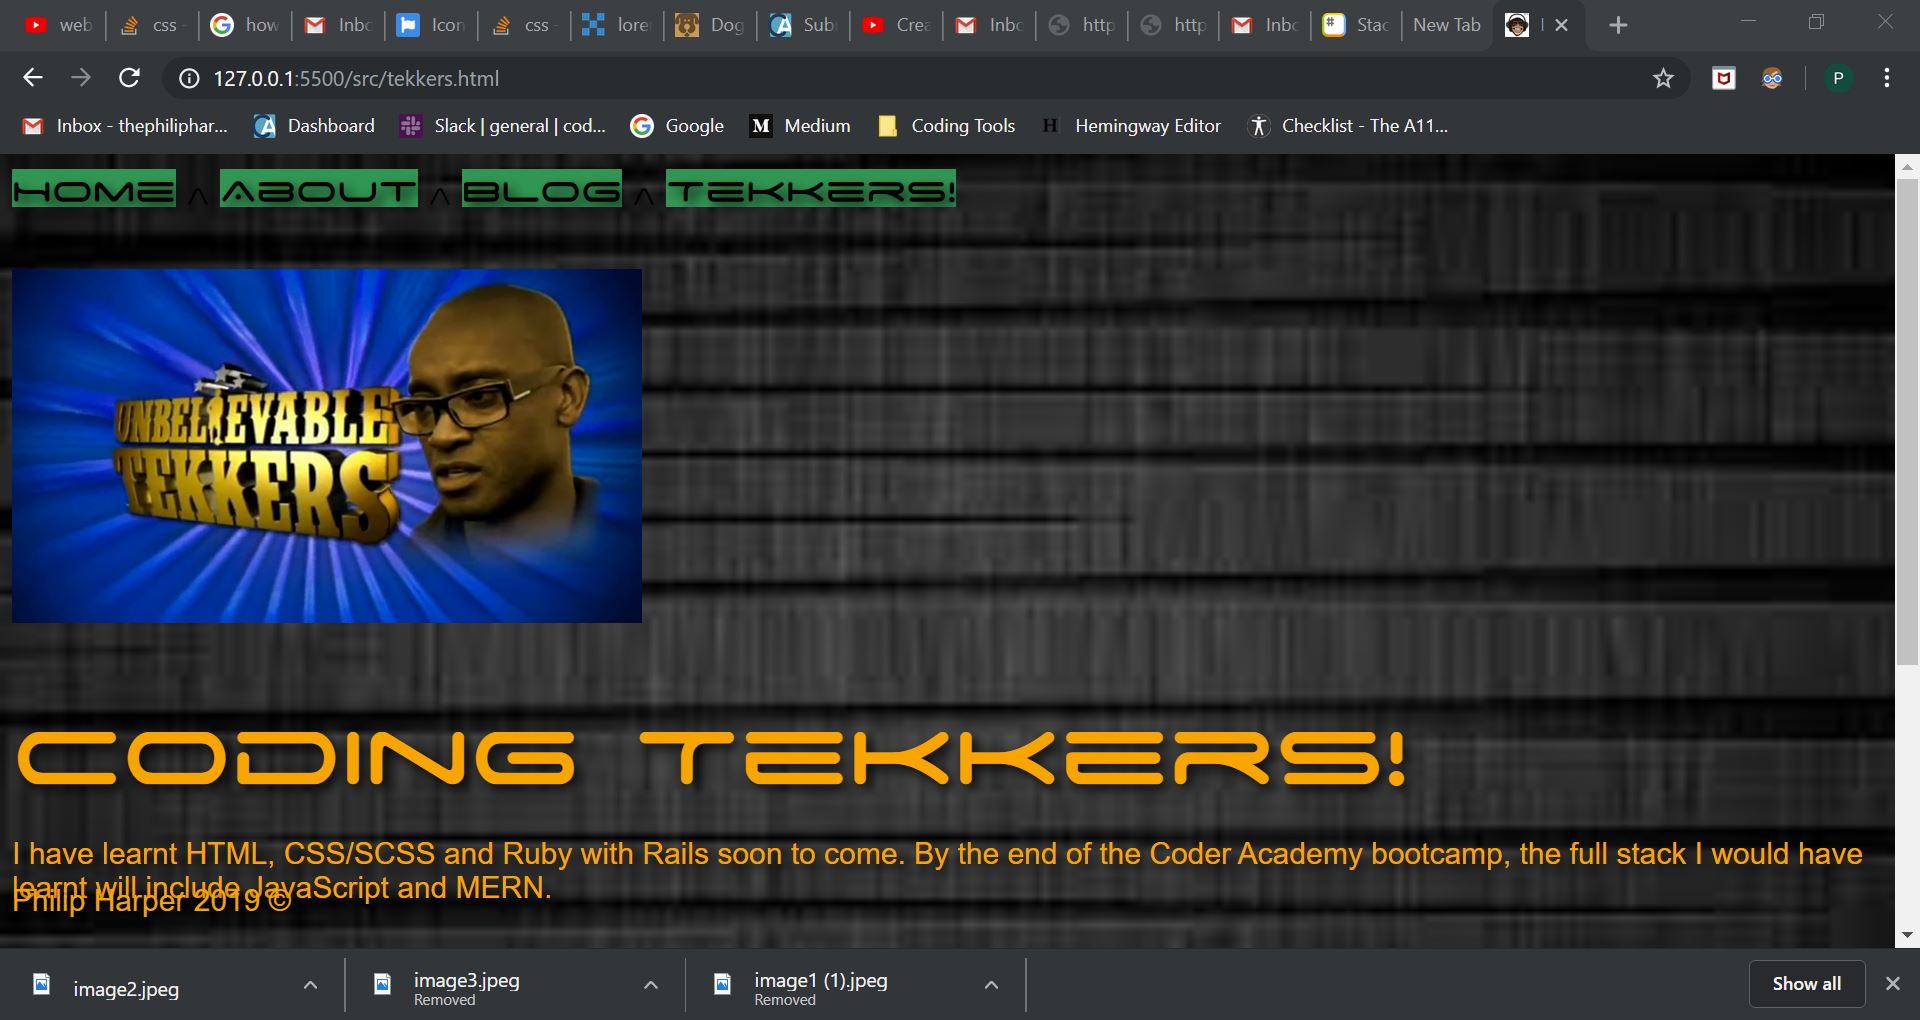 web
css
how
Inbc
Icon
css
lore
Dog
Sub
Crea
Inbc
http
http
Inbc
Stac
New Tab
127.0.0.1:5500/src/tekkers.html
P
Inbox - thephiliphar...
Dashboard
Slack | general | cod...
Google
M Medium
Coding Tools
H Hemingway Editor
Checklist - The A11...
HOME ^ ABOUT ^ BLOG ^ TEKKERS!
UNBELIEVABLE
TEKKERS
CODING TEKKERS!
I have learnt HTML, CSS/SCSS and Ruby with Rails soon to come. By the end of the Coder Academy bootcamp, the full stack I would have
learnt will include JavaScript and MERN.
Philip Harper 2019 ©
image2.jpeg
image3.jpeg
Removed
image1 (1).jpeg
Removed
Show all